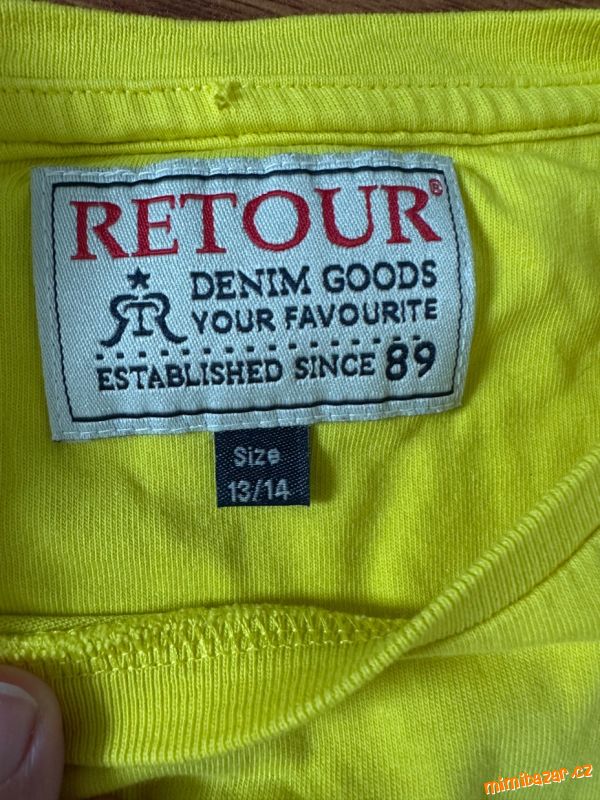 RETOUR®
DENIM GOODS
YOUR FAVOURITE
ESTABLISHED SINCE 89
Size
13/14
mimibazar.cz